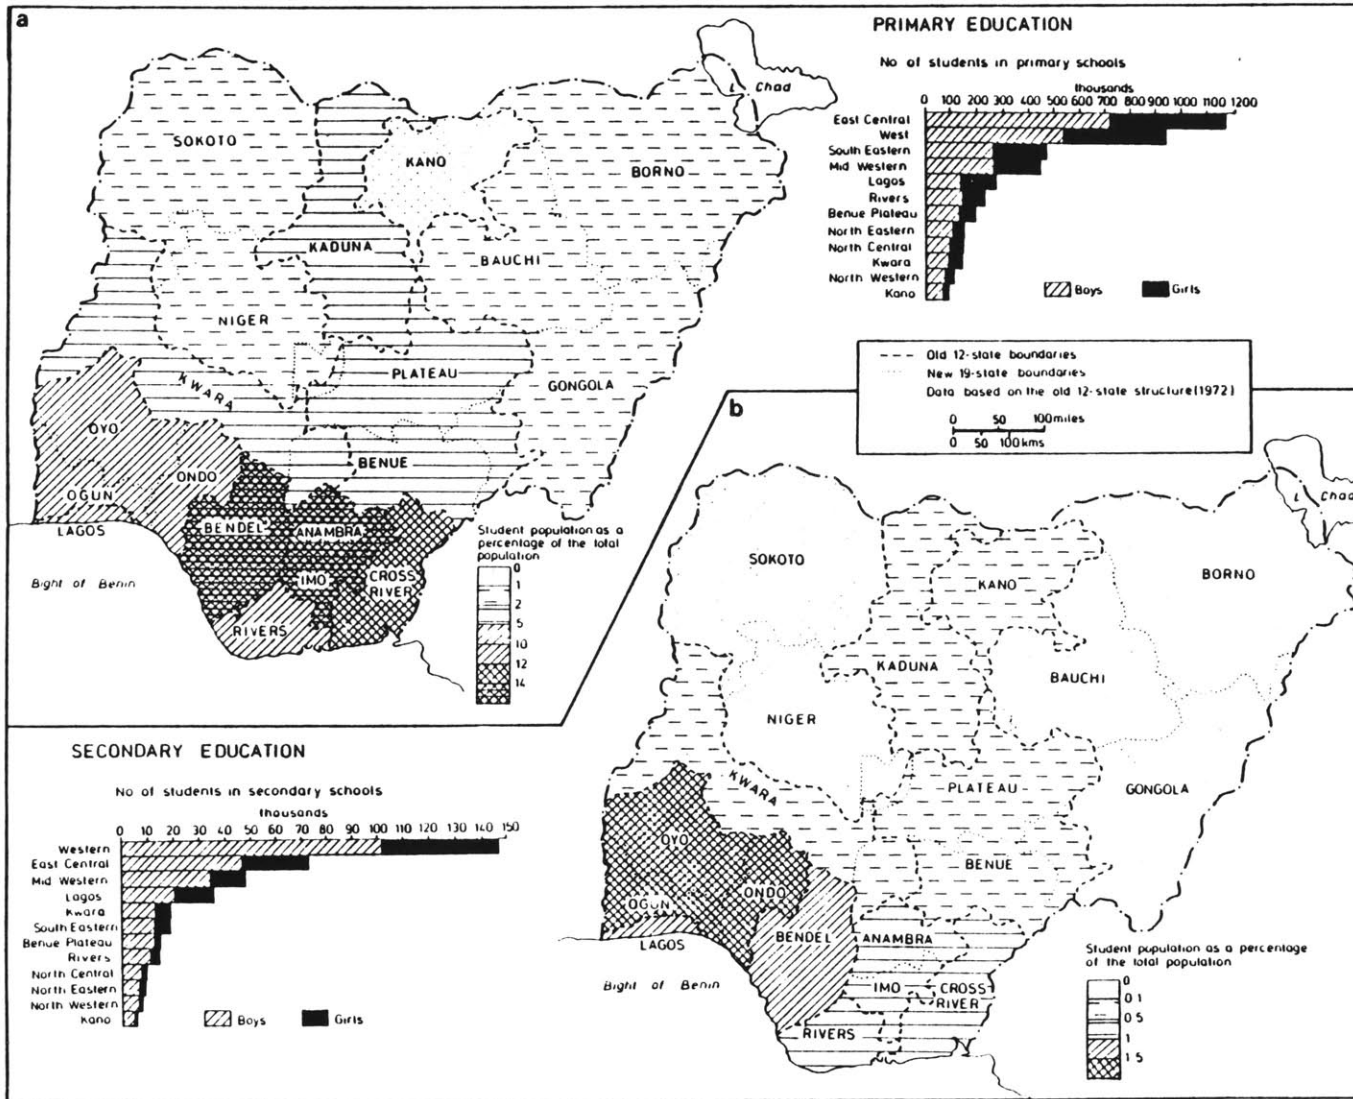 a
PRIMARY EDUCATION
No of students in primary schools
thousands
0 100 200 300 400 500 600 700 800 900 1000 1100 1200
East Central
West
South Eastern
Mid Western
Lagos
Rivers
Benue Plateau
North Eastern
North Central
Kwara
North Western
Kano
Boys
Girls
L Chad
SOKOTO
KANO
BORNO
KADUNA
BAUCHI
NIGER
PLATEAU
KWARA
GONGOLA
OYO
BENUE
ONDO
OGUN
BENDEL
ANAMBRA
LAGOS
IMO
CROSS
RIVER
Bight of Benin
RIVERS
Student population as a
percentage of the total
population
0
1
2
5
10
12
14
Old 12-state boundaries
New 19-state boundaries
Data based on the old 12-state structure (1972)
0 50 100 miles
0 50 100 kms
b
L Chad
SOKOTO
KANO
BORNO
KADUNA
BAUCHI
NIGER
KWARA
PLATEAU
GONGOLA
OYO
BENUE
ONDO
OGUN
LAGOS
BENDEL
ANAMBRA
Bight of Benin
IMO
CROSS
RIVER
RIVERS
Student population as a percentage
of the total population
0
0 1
0 5
1
1 5
SECONDARY EDUCATION
No of students in secondary schools
thousands
0 10 20 30 40 50 60 70 80 90 100 110 120 130 140 150
Western
East Central
Mid Western
Lagos
Kwara
South Eastern
Benue Plateau
Rivers
North Central
North Eastern
North Western
Kano
Boys
Girls